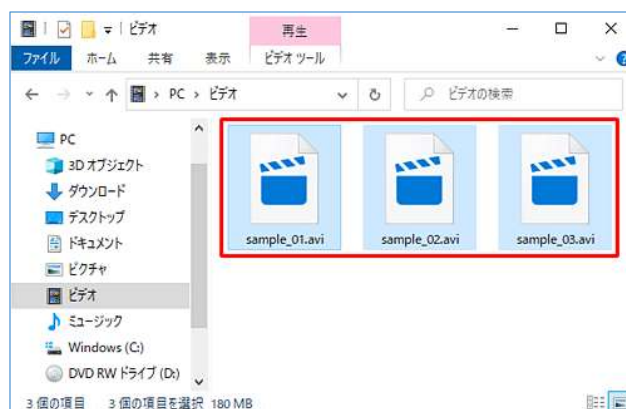 ビデオ
再生
ファイル ホーム 共有 表示 ビデオ ツール
PC › ビデオ
ビデオの検索
PC
3D オブジェクト
ダウンロード
デスクトップ
ドキュメント
ピクチャ
ビデオ
ミュージック
Windows (C:)
DVD RW ドライブ (D:)
sample_01.avi sample_02.avi sample_03.avi
3 個の項目 3 個の項目を選択 180 MB